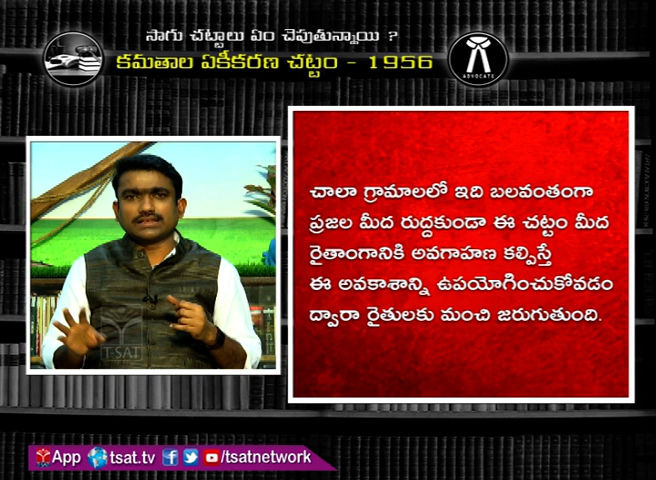 సాగు చట్టాలు ఏం చెపుతున్నాయి ?
కమతాల ఏకీకరణ చట్టం - 1956
ADVOCATE
చాలా గ్రామాలలో ఇది బలవంతంగా
ప్రజల మీద రుద్దకుండా ఈ చట్టం మీద
రైతాంగానికి అవగాహన కల్పిస్తే
ఈ అవకాశాన్ని ఉపయోగించుకోవడం
ద్వారా రైతులకు మంచి జరుగుతుంది.
T-SAT
App tsat.tv /tsatnetwork